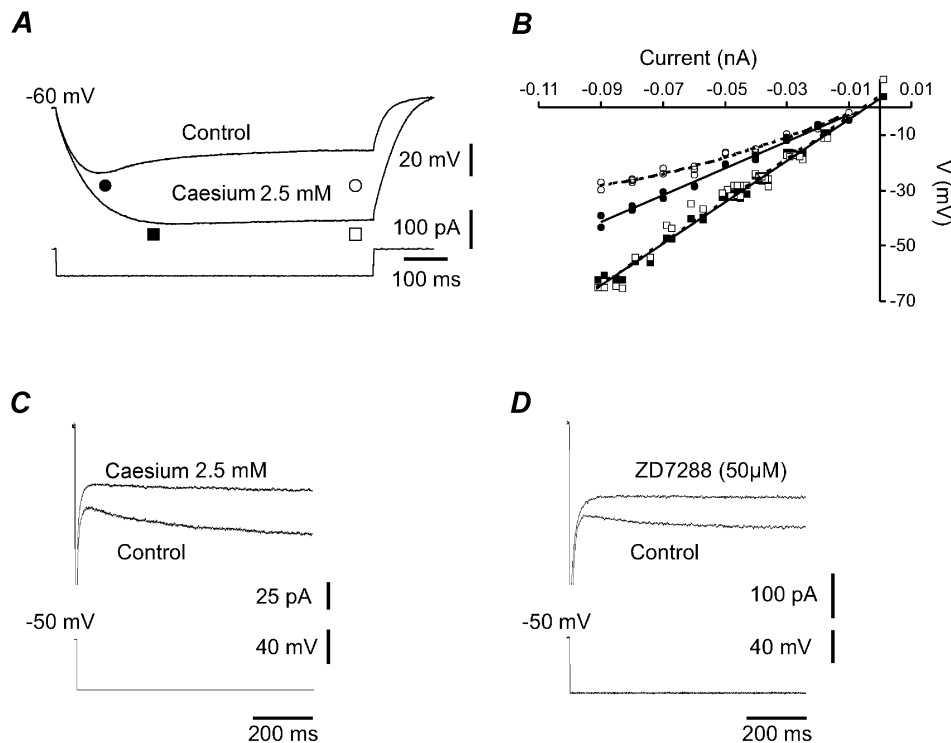 A
-60 mV
Control
20 mV
Caesium 2.5 mM
100 pA
100 ms
B
Current (nA)
-0.11
-0.09
-0.07
-0.05
-0.03
-0.01
0.01
-10
-30
-50
-70
V (mV)
C
Caesium 2.5 mM
Control
25 pA
-50 mV
40 mV
200 ms
D
ZD7288 (50µM)
Control
100 pA
-50 mV
40 mV
200 ms